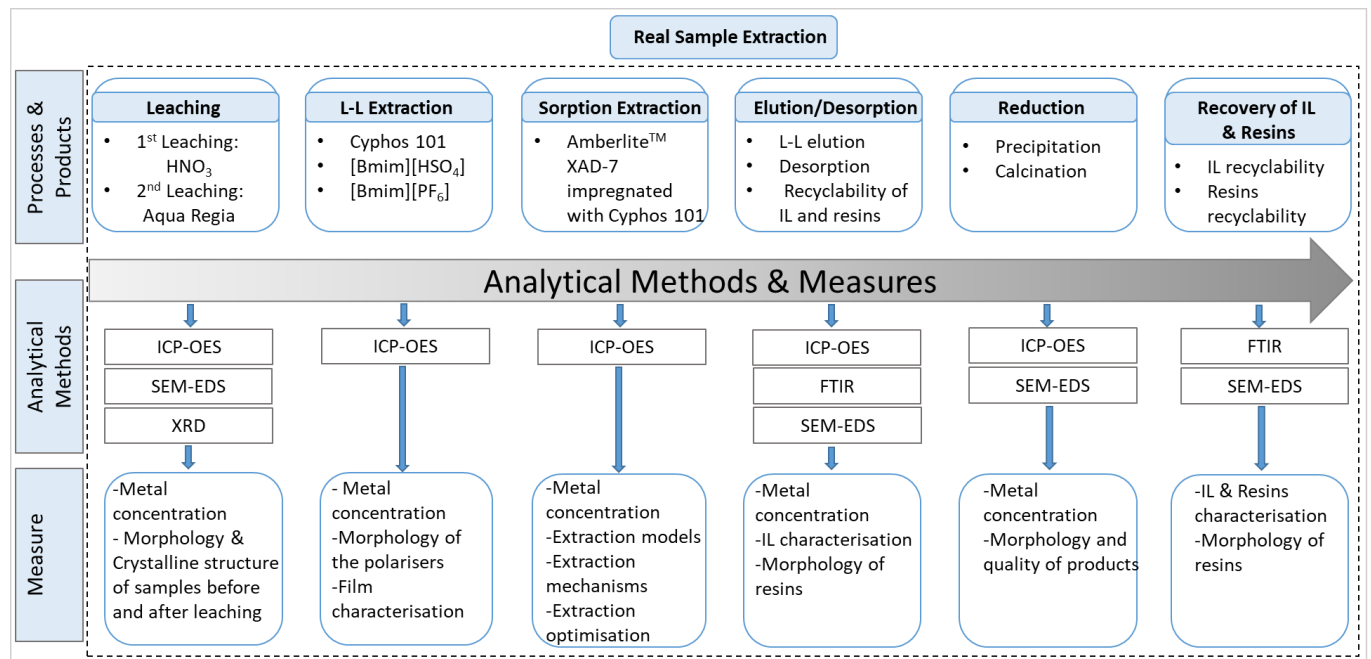 Real Sample Extraction
Processes &
Products
Leaching
• 1st Leaching:
HNO3
• 2nd Leaching:
Aqua Regia
L-L Extraction
• Cyphos 101
• [Bmim][HSO4]
• [Bmim][PF6]
Sorption Extraction
• Amberlite™
XAD-7
impregnated
with Cyphos 101
Elution/Desorption
• L-L elution
• Desorption
• Recyclability of
IL and resins
Reduction
• Precipitation
• Calcination
Recovery of IL
& Resins
• IL recyclability
• Resins
recyclability
Analytical Methods & Measures
Analytical
Methods
ICP-OES
SEM-EDS
XRD
ICP-OES
ICP-OES
ICP-OES
FTIR
SEM-EDS
ICP-OES
SEM-EDS
FTIR
SEM-EDS
Measure
-Metal
concentration
- Morphology &
Crystalline structure
of samples before
and after leaching
- Metal
concentration
-Morphology of
the polarisers
-Film
characterisation
-Metal
concentration
-Extraction models
-Extraction
mechanisms
-Extraction
optimisation
-Metal
concentration
-IL characterisation
-Morphology of
resins
-Metal
concentration
-Morphology and
quality of products
-IL & Resins
characterisation
-Morphology of
resins